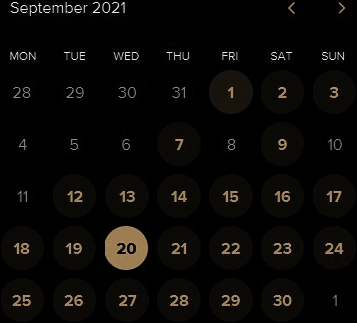 September 2021
MON TUE WED THU FRI SAT SUN
28 29 30 31 1 2 3
4 5 6 7 8 9 10
11 12 13 14 15 16 17
18 19 20 21 22 23 24
25 26 27 28 29 30 1